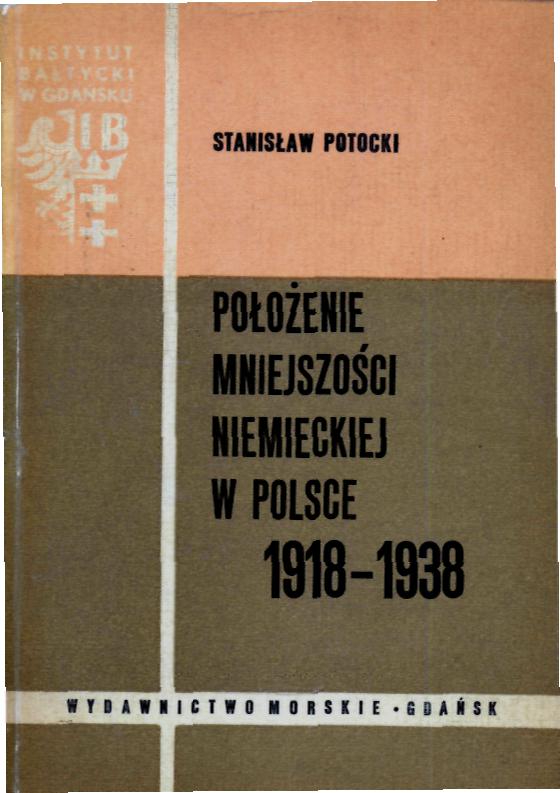 INSTYTUT
BAŁTYCKI
W GDAŃSKU
IB
STANISŁAW POTOCKI
POŁOŻENIE
MNIEJSZOŚCI
NIEMIECKIEJ
W POLSCE
1918-1938
WYDAWNICTWO MORSKIE • GDAŃSK